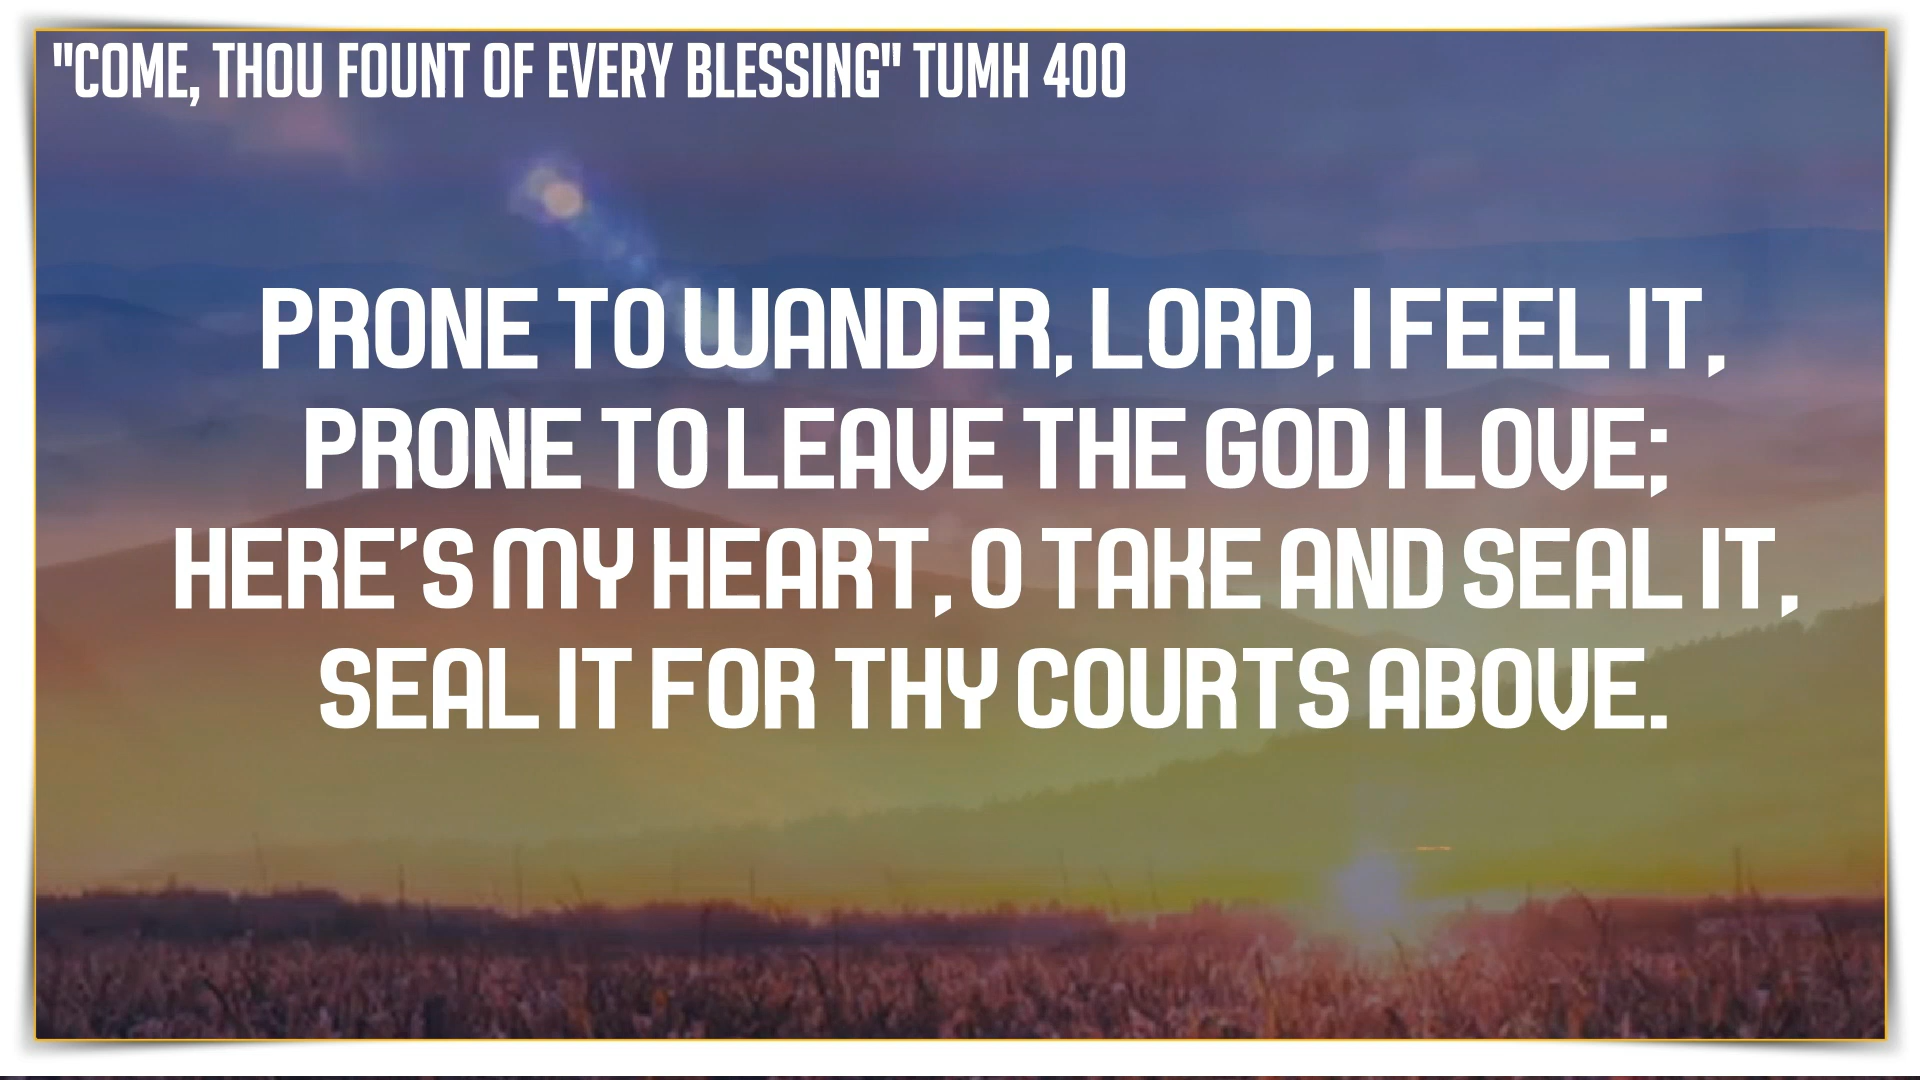 "COME, THOU FOUNT OF EVERY BLESSING" TUMH 400
PRONE TO WANDER, LORD, I FEEL IT,
PRONE TO LEAVE THE GOD I LOVE;
HERE'S MY HEART, O TAKE AND SEAL IT,
SEAL IT FOR THY COURTS ABOVE.